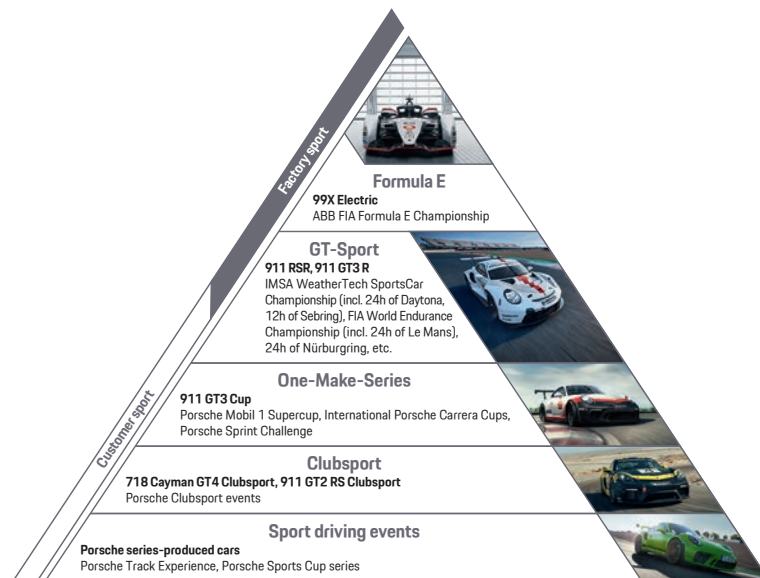 Factory sport
Formula E
99X Electric
ABB FIA Formula E Championship
GT-Sport
911 RSR, 911 GT3 R
IMSA WeatherTech SportsCar
Championship (incl. 24h of Daytona,
12h of Sebring), FIA World Endurance
Championship (incl. 24h of Le Mans),
24h of Nürburgring, etc.
Customer sport
One-Make-Series
911 GT3 Cup
Porsche Mobil 1 Supercup, International Porsche Carrera Cups,
Porsche Sprint Challenge
Clubsport
718 Cayman GT4 Clubsport, 911 GT2 RS Clubsport
Porsche Clubsport events
Sport driving events
Porsche series-produced cars
Porsche Track Experience, Porsche Sports Cup series